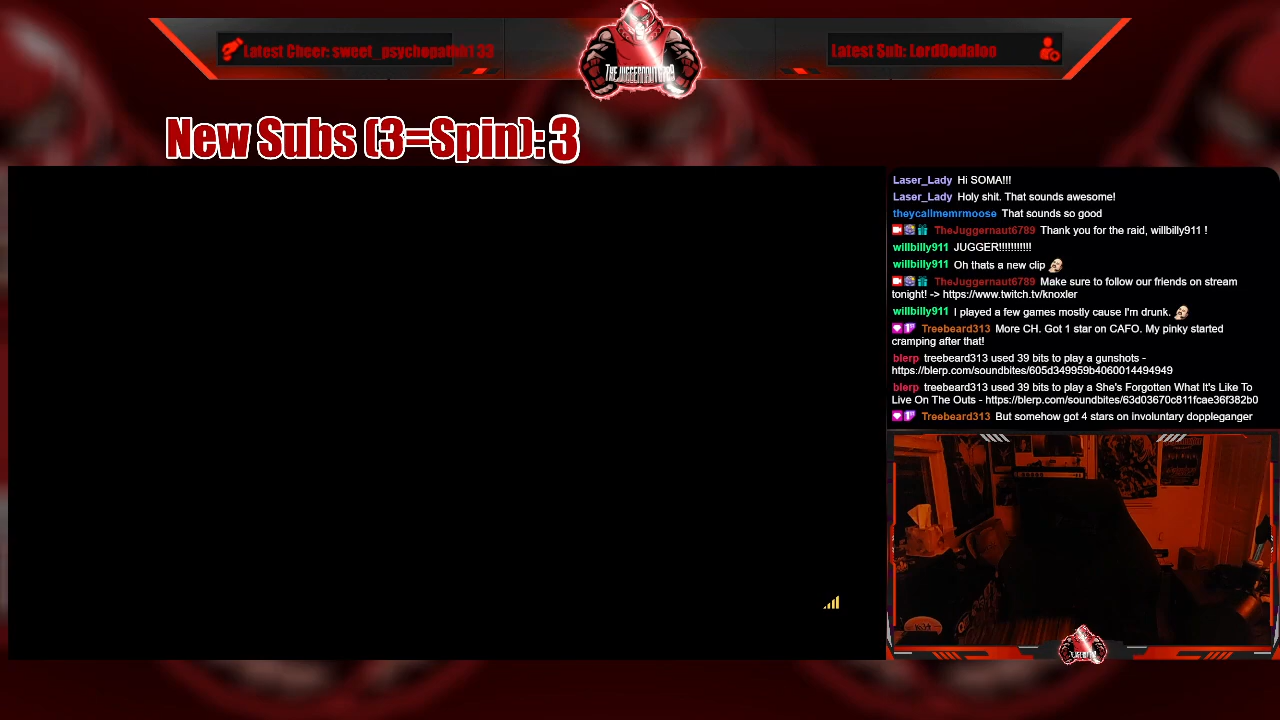 Latest Cheer: sweet_psychopathh1 33
Latest Sub: LordOodaloo
New Subs (3=Spin): 3
Laser_Lady Hi SOMA!!!
Laser_Lady Holy shit. That sounds awesome!
theycallmemrmoose That sounds so good
TheJuggernaut6789 Thank you for the raid, willbilly911 !
willbilly911 JUGGER!!!!!!!!!!!
willbilly911 Oh thats a new clip
TheJuggernaut6789 Make sure to follow our friends on stream
tonight! -> https://www.twitch.tv/knoxler
willbilly911 I played a few games mostly cause I'm drunk.
Treebeard313 More CH. Got 1 star on CAFO. My pinky started
cramping after that!
blerp treebeard313 used 39 bits to play a gunshots -
https://blerp.com/soundbites/605d349959b4060014494949
blerp treebeard313 used 39 bits to play a She's Forgotten What It's Like To
Live On The Outs - https://blerp.com/soundbites/63d03670c811fcae36f382b0
Treebeard313 But somehow got 4 stars on involuntary doppleganger